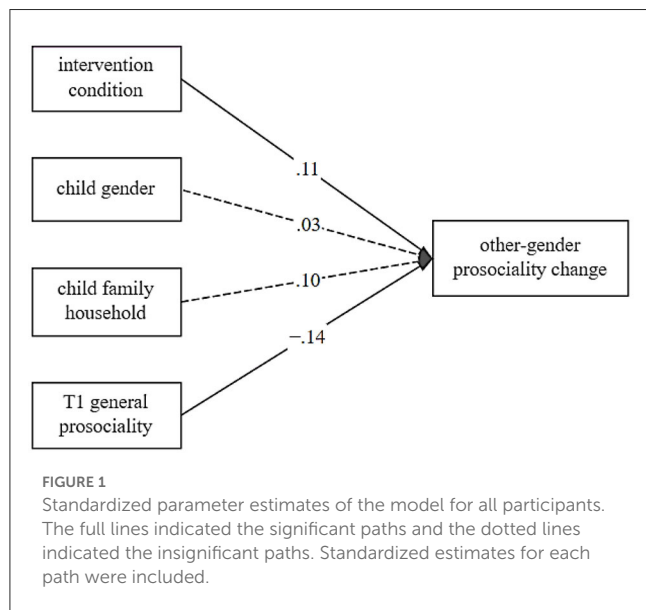 intervention
condition
.11
child gender
.03
other-gender
prosociality change
child family
household
.10
−.14
T1 general
prosociality
FIGURE 1
Standardized parameter estimates of the model for all participants.
The full lines indicated the significant paths and the dotted lines
indicated the insignificant paths. Standardized estimates for each
path were included.